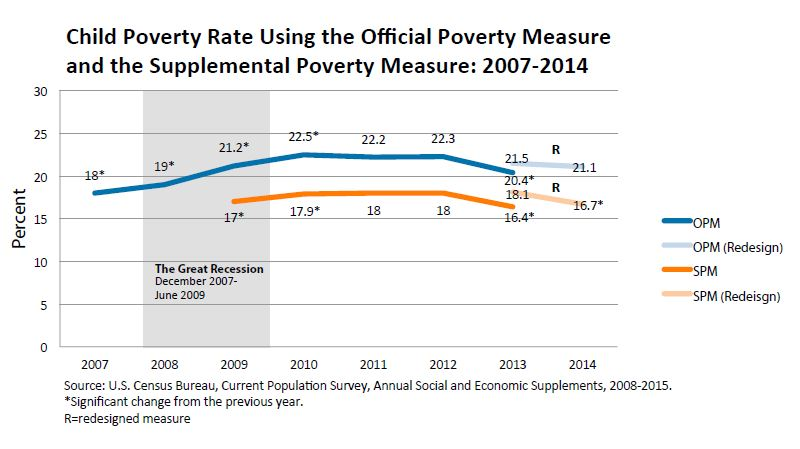 Child Poverty Rate Using the Official Poverty Measure
and the Supplemental Poverty Measure: 2007-2014
Percent
30
25
20
15
10
5
0
18*
19*
21.2*
22.5*
22.2
22.3
21.5
20.4*
R
21.1
17*
17.9*
18
18
18.1
16.4*
R
16.7*
The Great Recession
December 2007-
June 2009
2007 2008 2009 2010 2011 2012 2013 2014
OPM
OPM (Redesign)
SPM
SPM (Redeisgn)
Source: U.S. Census Bureau, Current Population Survey, Annual Social and Economic Supplements, 2008-2015.
*Significant change from the previous year.
R=redesigned measure